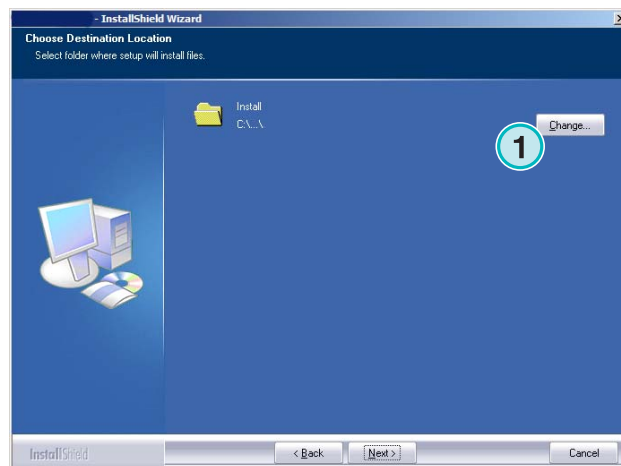 - InstallShield Wizard
Choose Destination Location
Select folder where setup will install files.
Install
C:\...\
Change...
1
InstallShield
< Back
Next >
Cancel